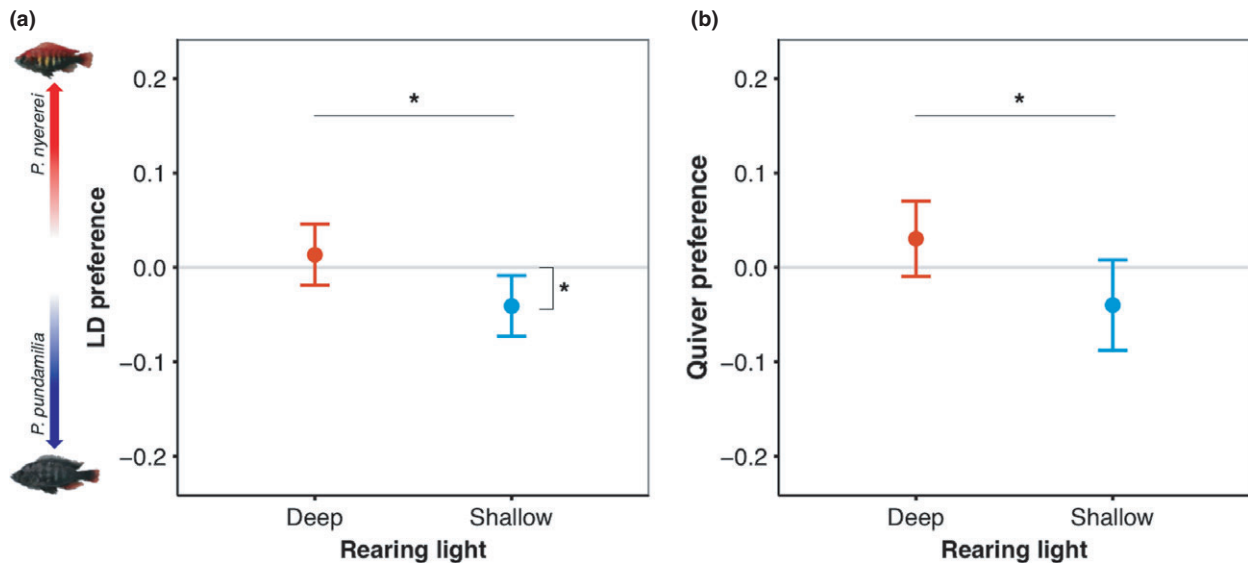 (a)
P. nyererei
P. pundamilia
LD preference
0.2
0.1
0.0
−0.1
−0.2
*
*
Deep
Shallow
Rearing light
(b)
Quiver preference
0.2
0.1
0.0
−0.1
−0.2
*
Deep
Shallow
Rearing light